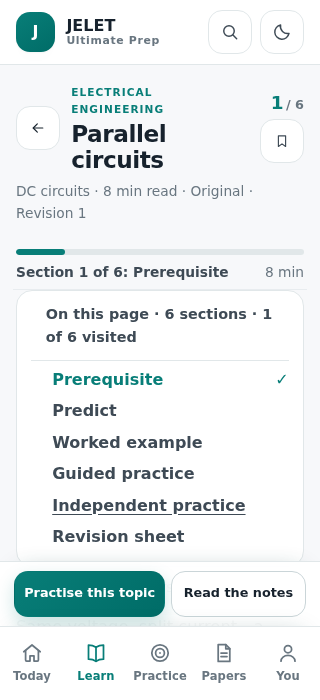 J
JELET
Ultimate Prep
ELECTRICAL
ENGINEERING
Parallel
circuits
1 / 6
DC circuits · 8 min read · Original ·
Revision 1
Section 1 of 6: Prerequisite
8 min
On this page · 6 sections · 1
of 6 visited
Prerequisite ✓
Predict
Worked example
Guided practice
Independent practice
Revision sheet
Practise this topic
Read the notes
Today
Learn
Practice
Papers
You